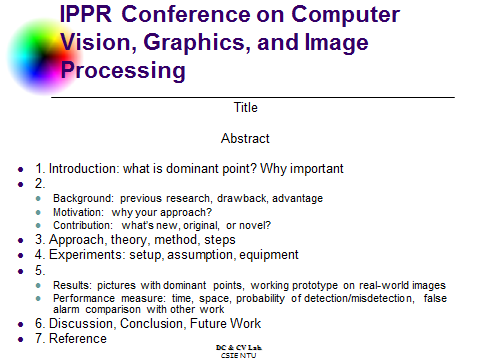 IPPR Conference on Computer
Vision, Graphics, and Image
Processing
Title
Abstract
1. Introduction: what is dominant point? Why important
2.
Background: previous research, drawback, advantage
Motivation: why your approach?
Contribution: what's new, original, or novel?
3. Approach, theory, method, steps
4. Experiments: setup, assumption, equipment
5.
Results: pictures with dominant points, working prototype on real-world images
Performance measure: time, space, probability of detection/misdetection, false
alarm comparison with other work
6. Discussion, Conclusion, Future Work
7. Reference
DC & CV Lab.
CSIE NTU